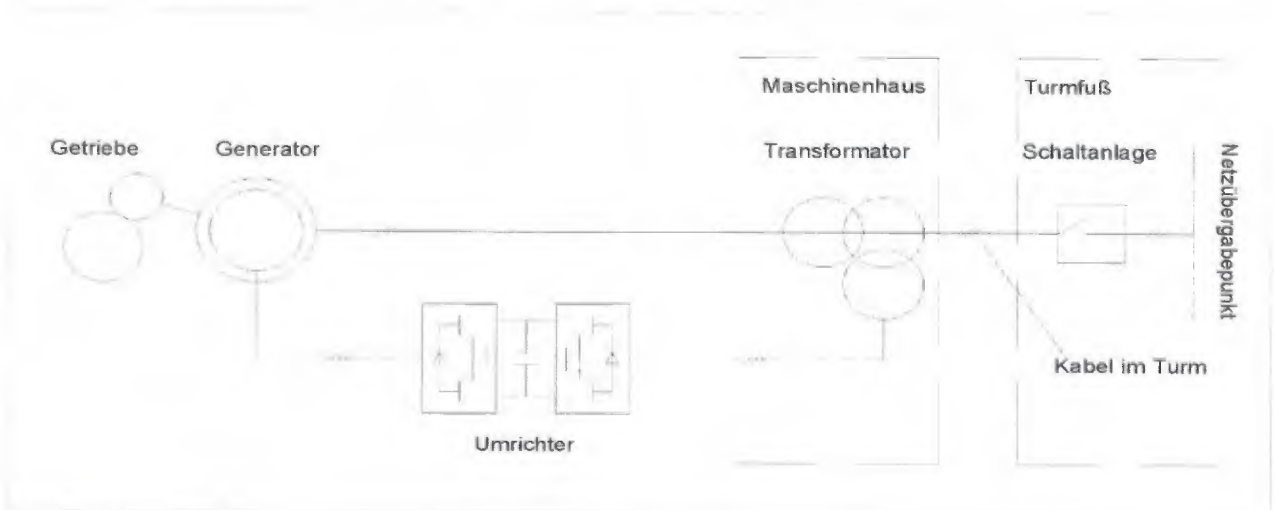 Maschinenhaus
Turmfuß
Getriebe
Generator
Transformator
Schaltanlage
Netzübergabepunkt
Kabel im Turm
Umrichter